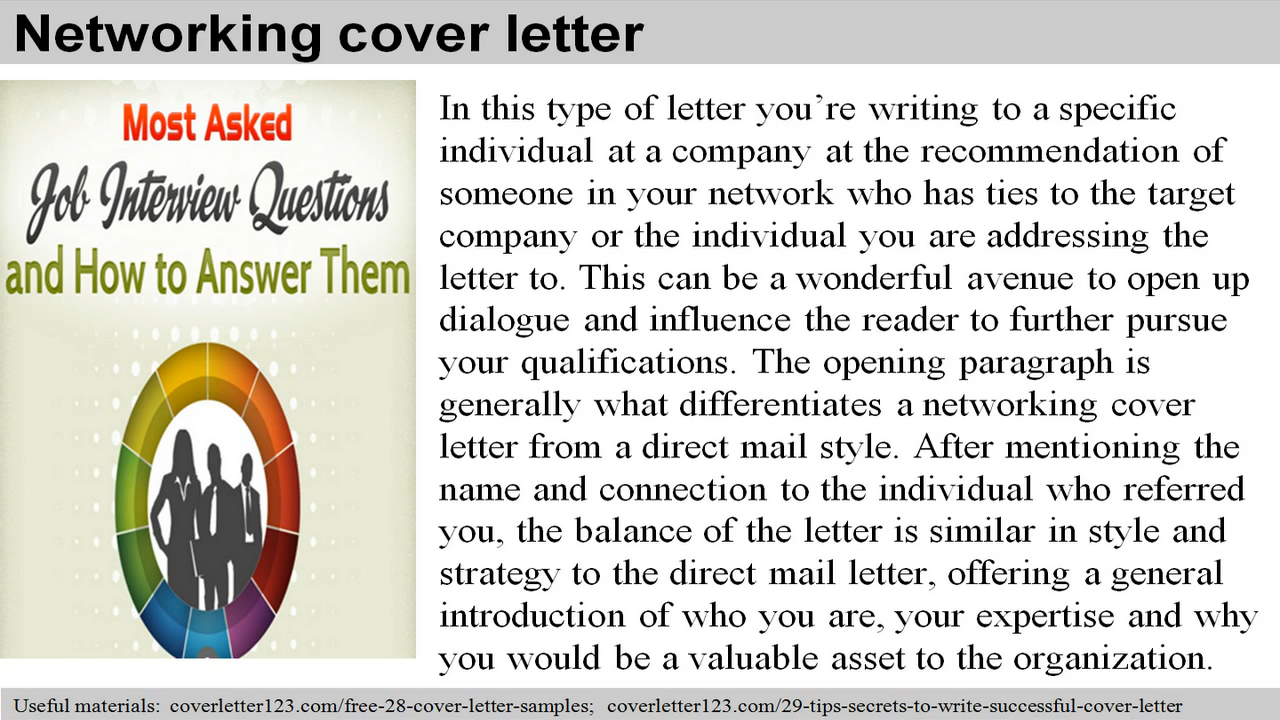 Networking cover letter
Most Asked
Job Interview Questions
and How to Answer Them
In this type of letter you’re writing to a specific
individual at a company at the recommendation of
someone in your network who has ties to the target
company or the individual you are addressing the
letter to. This can be a wonderful avenue to open up
dialogue and influence the reader to further pursue
your qualifications. The opening paragraph is
generally what differentiates a networking cover
letter from a direct mail style. After mentioning the
name and connection to the individual who referred
you, the balance of the letter is similar in style and
strategy to the direct mail letter, offering a general
introduction of who you are, your expertise and why
you would be a valuable asset to the organization.
Useful materials: coverletter123.com/free-28-cover-letter-samples; coverletter123.com/29-tips-secrets-to-write-successful-cover-letter